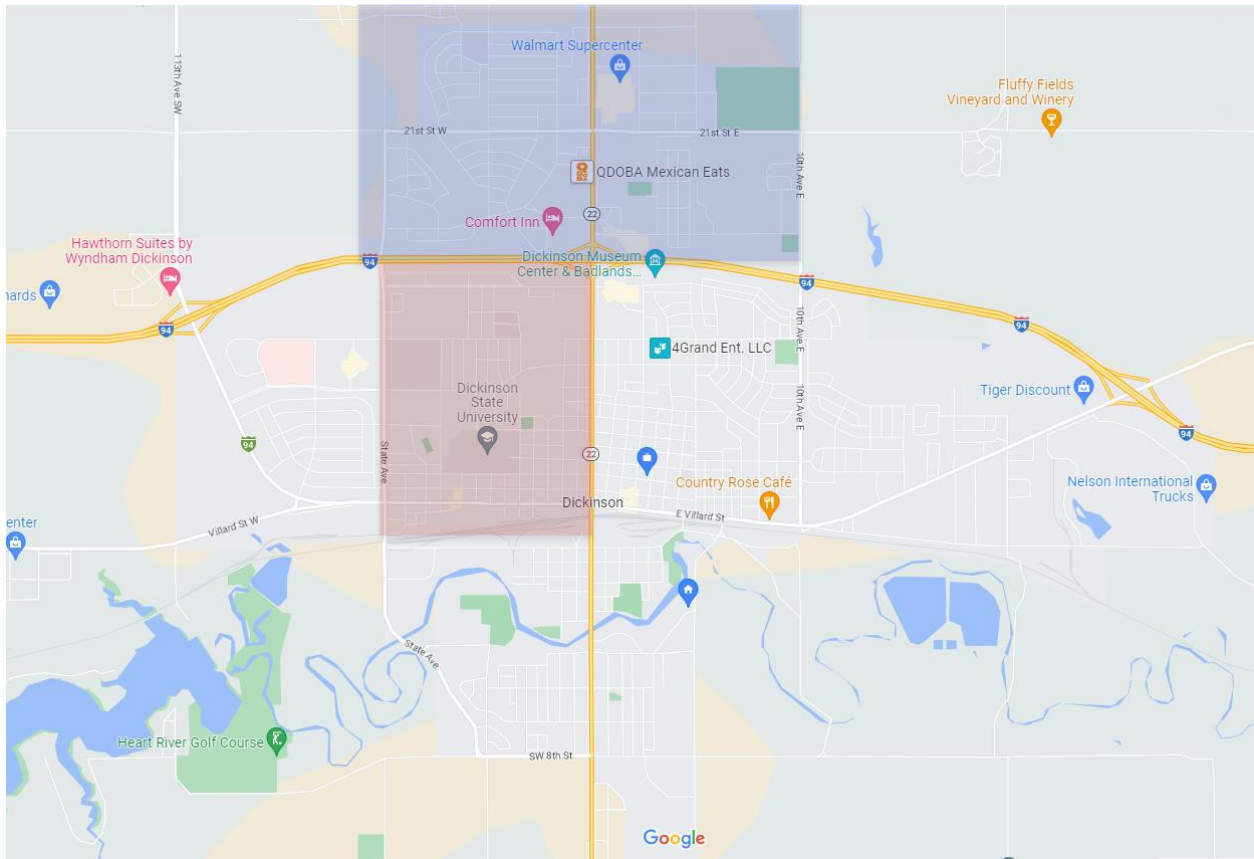 Walmart Supercenter
113th Ave SW
Fluffy Fields
Vineyard and Winery
21st St W
21st St E
QDOBA Mexican Eats
10th Ave E
22
Comfort Inn
Hawthorn Suites by
Wyndham Dickinson
Dickinson Museum
Center & Badlands...
94
94
94
94
10th Ave E
4Grand Ent. LLC
Dickinson
State
University
10th Ave E
Tiger Discount
94
94
State Ave
22
Country Rose Café
Nelson International
Trucks
Dickinson
E Villard St
Villard St W
enter
State Ave
Heart River Golf Course
SW 8th St
Google